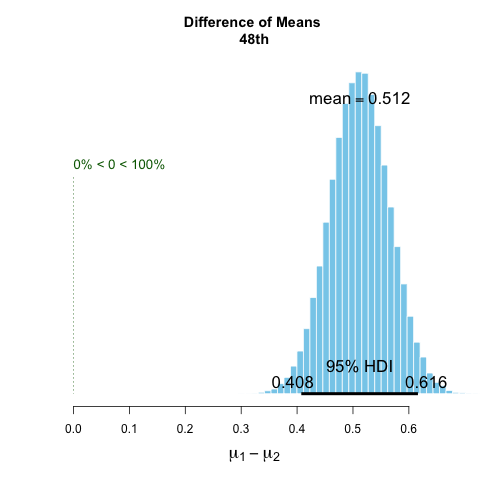 Difference of Means
48th
mean = 0.512
0% < 0 < 100%
95% HDI
0.408 0.616
0.0 0.1 0.2 0.3 0.4 0.5 0.6
μ1 − μ2